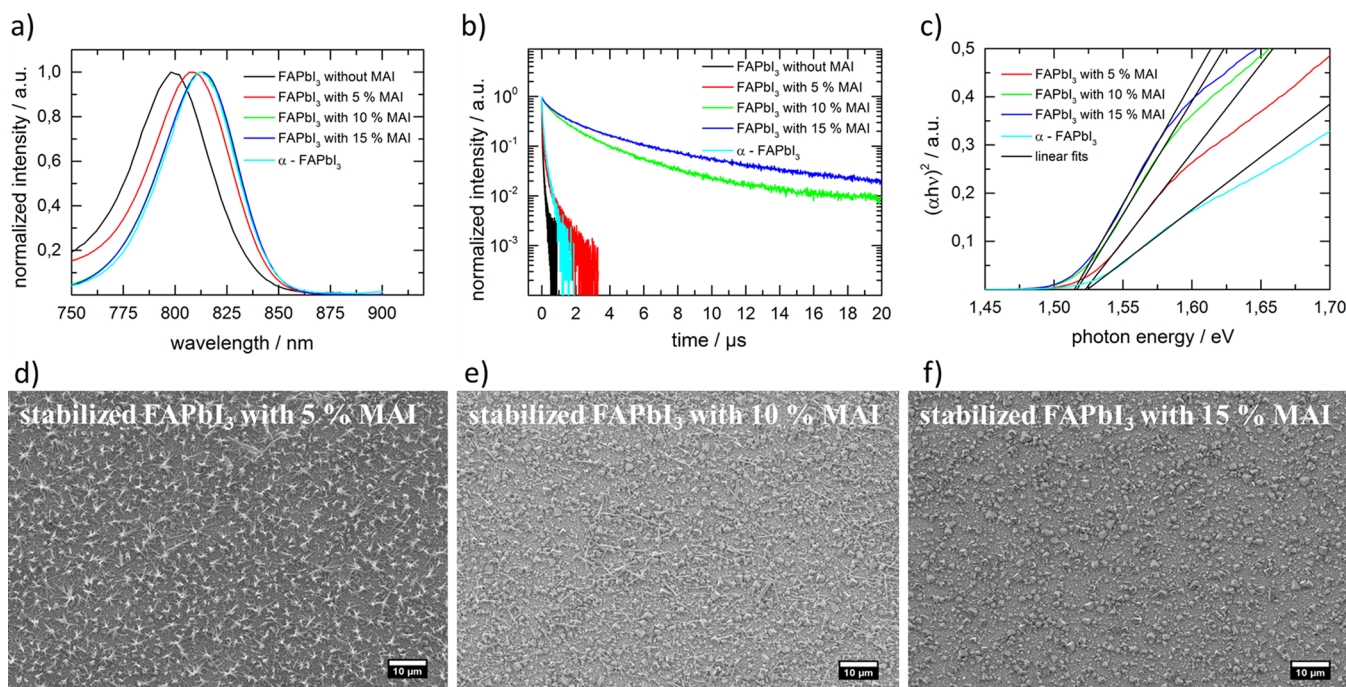 a)
normalized intensity / a.u.
1,0
0,8
0,6
0,4
0,2
750 775 800 825 850 875 900
wavelength / nm
FAPbI₃ without MAI
FAPbI₃ with 5 % MAI
FAPbI₃ with 10 % MAI
FAPbI₃ with 15 % MAI
α - FAPbI₃
b)
normalized intensity / a.u.
10⁰
10⁻¹
10⁻²
10⁻³
0 2 4 6 8 10 12 14 16 18 20
time / µs
FAPbI₃ without MAI
FAPbI₃ with 5 % MAI
FAPbI₃ with 10 % MAI
FAPbI₃ with 15 % MAI
α - FAPbI₃
c)
(αhν)² / a.u.
0,5
0,4
0,3
0,2
0,1
1,45 1,50 1,55 1,60 1,65 1,70
photon energy / eV
FAPbI₃ with 5 % MAI
FAPbI₃ with 10 % MAI
FAPbI₃ with 15 % MAI
α - FAPbI₃
linear fits
d)
stabilized FAPbI₃ with 5 % MAI
10 µm
e)
stabilized FAPbI₃ with 10 % MAI
10 µm
f)
stabilized FAPbI₃ with 15 % MAI
10 µm